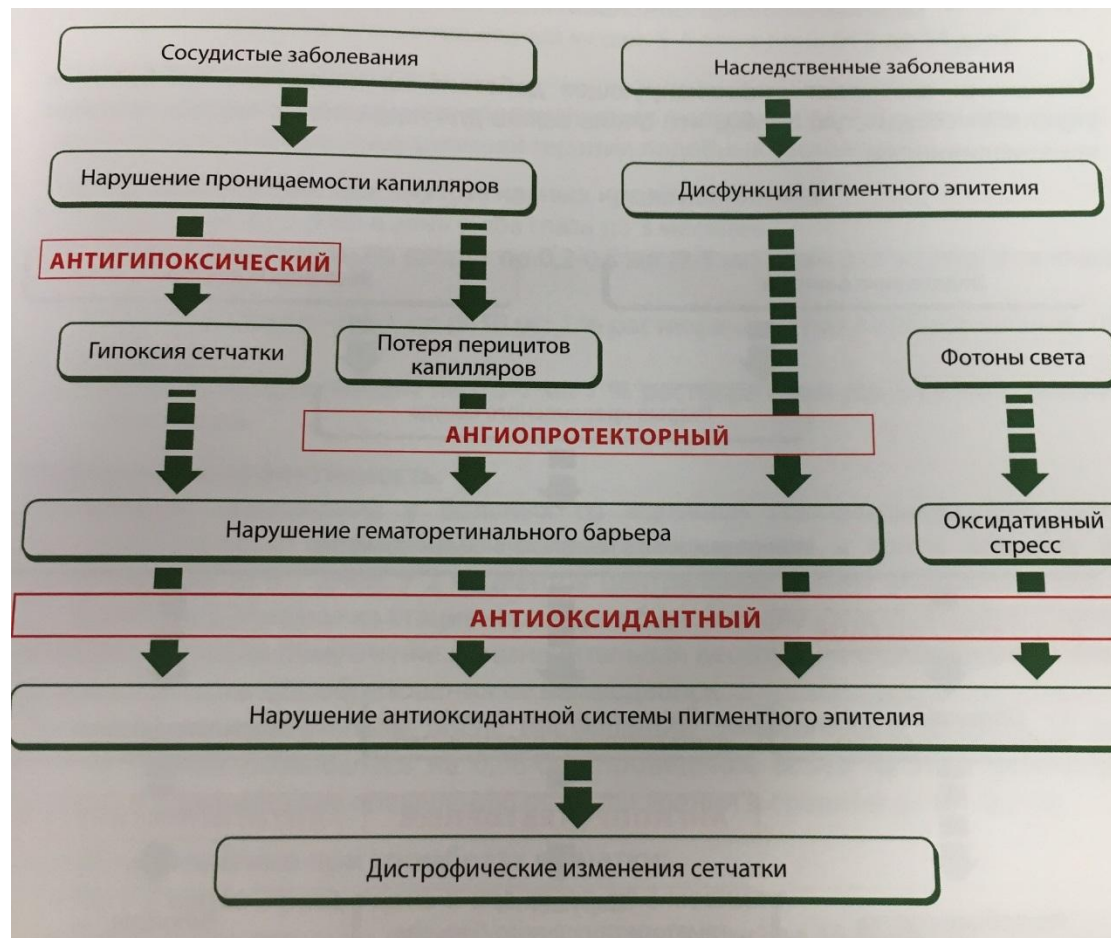 Сосудистые заболевания
Наследственные заболевания
Нарушение проницаемости капилляров
Дисфункция пигментного эпителия
АНТИГИПОКСИЧЕСКИЙ
Гипоксия сетчатки
Потеря перицитов
капилляров
Фотоны света
АНГИОПРОТЕКТОРНЫЙ
Нарушение гематоретинального барьера
Оксидативный
стресс
АНТИОКСИДАНТНЫЙ
Нарушение антиоксидантной системы пигментного эпителия
Дистрофические изменения сетчатки